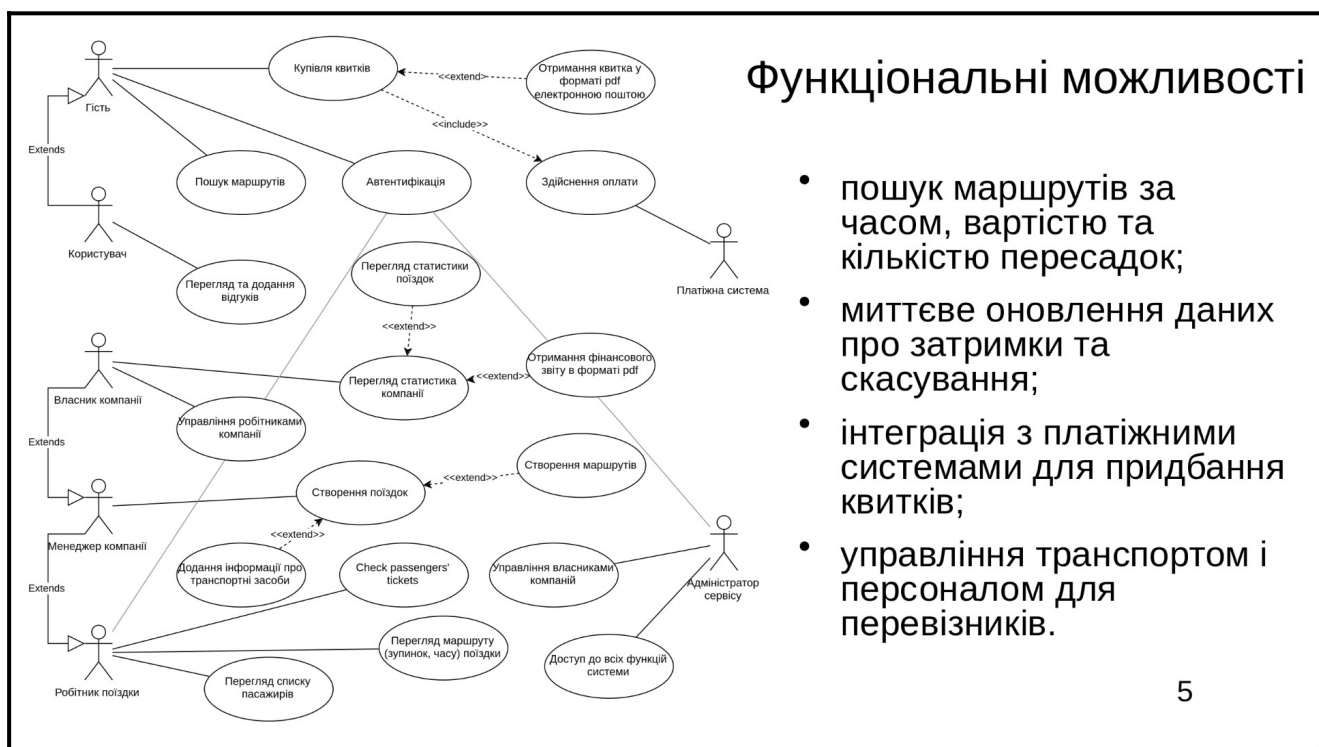 Функціональні можливості
Купівля квитків
<<extend>
Отримання квитка у
форматі pdf
електронною поштою
Гість
<<include>>
Extends
Пошук маршрутів
Автентифікація
Здійснення оплати
Користувач
Перегляд та додання
відгуків
Перегляд статистики
поїздок
Платіжна система
<<extend>>
Власник компанії
Перегляд статистика
компанії
<<extend>>
Отримання фінансового
звіту в форматі pdf
Управління робітниками
компанії
Extends
Створення поїздок
<<extend>>
Створення маршрутів
<<extend>>
Менеджер компанії
Додання інформації про
транспортні засоби
Check passengers'
tickets
Управління власниками
компаній
Адміністратор
сервісу
Extends
Перегляд маршруту
(зупинок, часу) поїздки
Доступ до всіх функцій
системи
Робітник поїздки
Перегляд списку
пасажирів
• пошук маршрутів за
часом, вартістю та
кількістю пересадок;
• миттєве оновлення даних
про затримки та
скасування;
• інтеграція з платіжними
системами для придбання
квитків;
• управління транспортом і
персоналом для
перевізників.
5